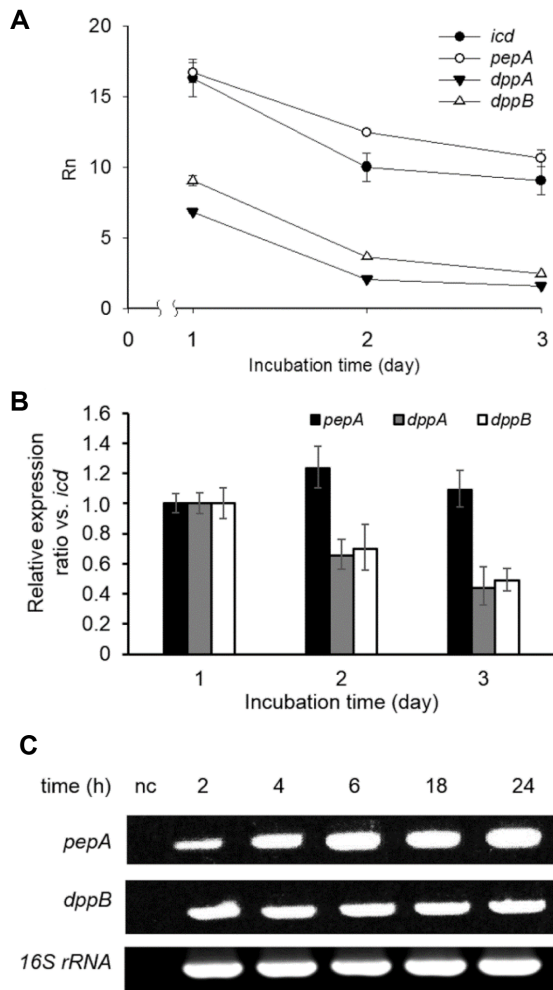 A
icd
pepA
dppA
dppB
20
15
10
5
0
Rn
0 1 2 3
Incubation time (day)
B
pepA dppA dppB
1.6
1.4
1.2
1.0
0.8
0.6
0.4
0.2
0
Relative expression
ratio vs. icd
1 2 3
Incubation time (day)
C
time (h) nc 2 4 6 18 24
pepA
dppB
16S rRNA